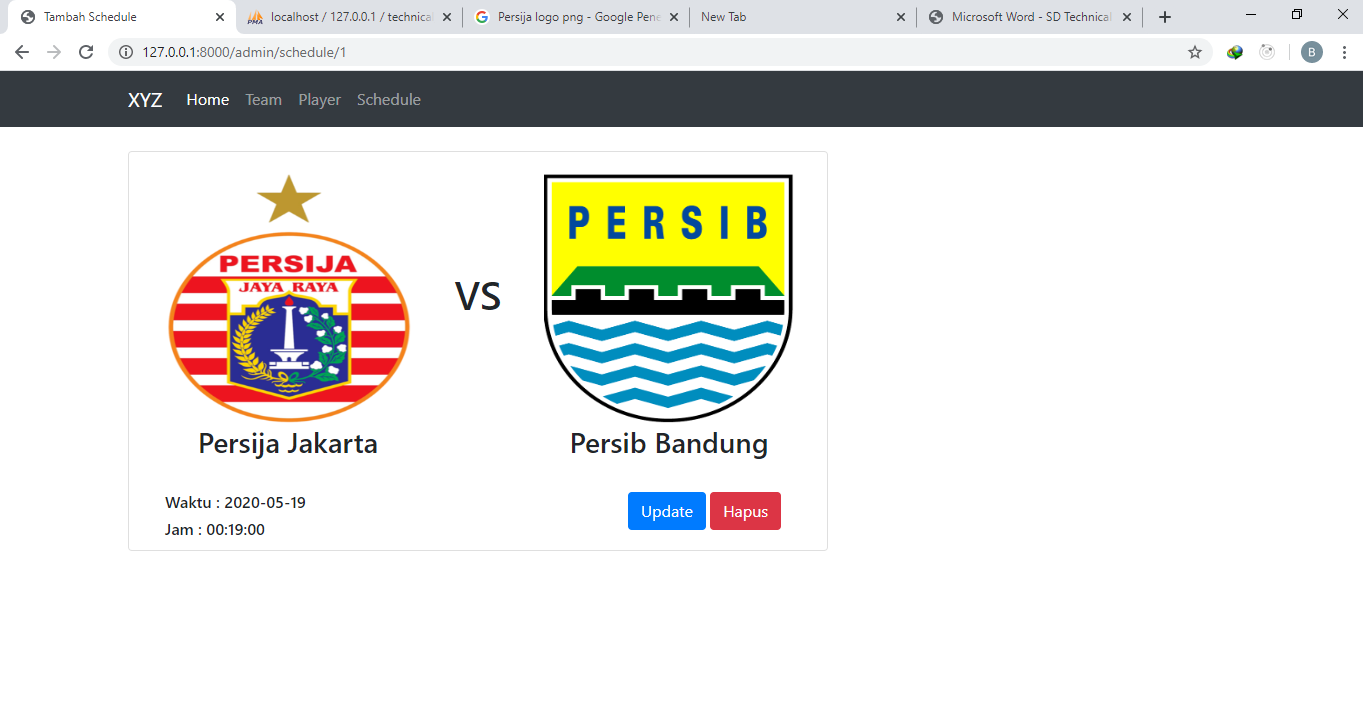 Tambah Schedule
localhost / 127.0.0.1 / technical
Persija logo png - Google Pene
New Tab
Microsoft Word - SD Technical
127.0.0.1:8000/admin/schedule/1
B
XYZ Home Team Player Schedule
PERSIJA
JAYA RAYA
PERSIB
VS
Persija Jakarta
Persib Bandung
Waktu : 2020-05-19
Jam : 00:19:00
Update Hapus